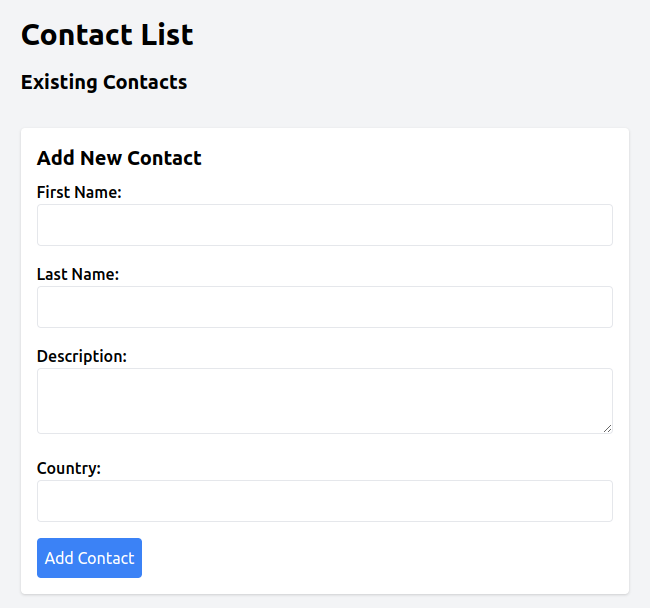 Contact List
Existing Contacts
Add New Contact
First Name:
Last Name:
Description:
Country:
Add Contact